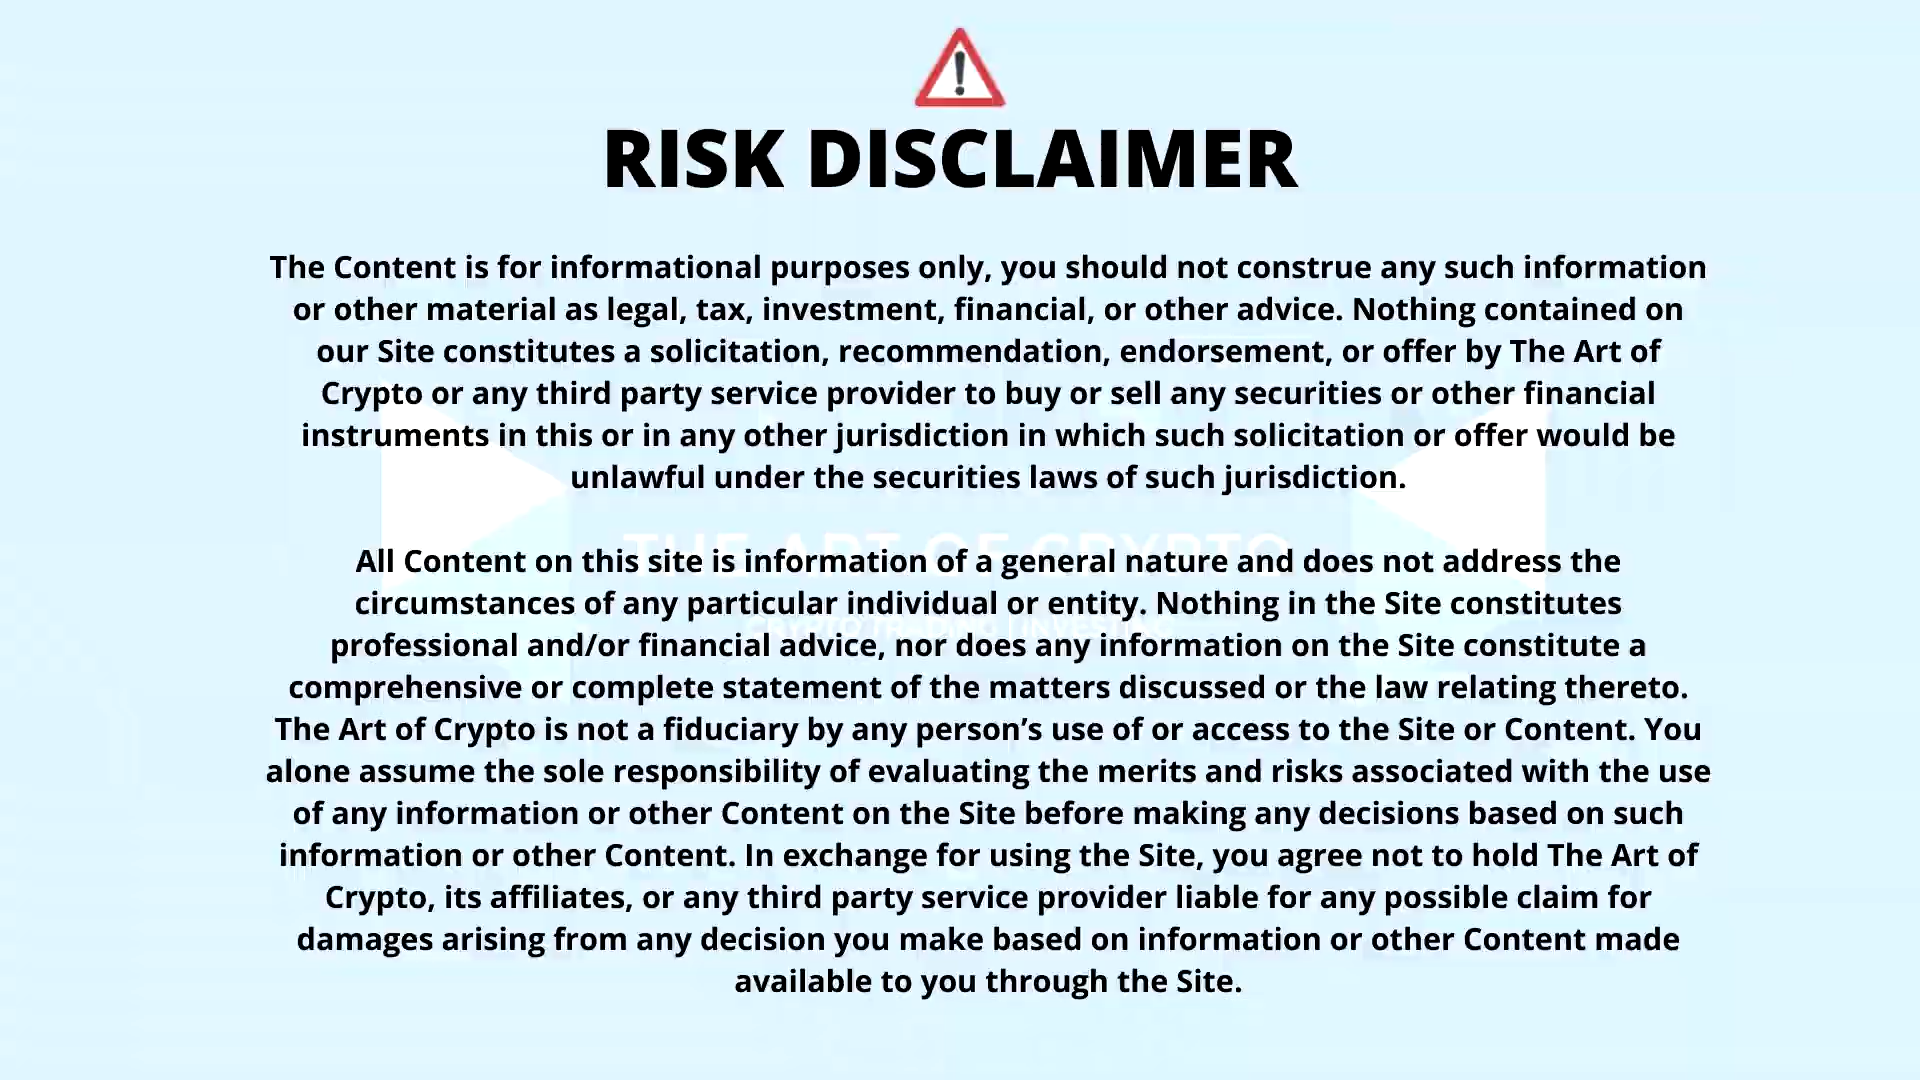 RISK DISCLAIMER
The Content is for informational purposes only, you should not construe any such information
or other material as legal, tax, investment, financial, or other advice. Nothing contained on
our Site constitutes a solicitation, recommendation, endorsement, or offer by The Art of
Crypto or any third party service provider to buy or sell any securities or other financial
instruments in this or in any other jurisdiction in which such solicitation or offer would be
unlawful under the securities laws of such jurisdiction.
THE ART OF CRYPTO
All Content on this site is information of a general nature and does not address the
circumstances of any particular individual or entity. Nothing in the Site constitutes
CRYPTO TRADING | INVESTING
professional and/or financial advice, nor does any information on the Site constitute a
comprehensive or complete statement of the matters discussed or the law relating thereto.
The Art of Crypto is not a fiduciary by any person’s use of or access to the Site or Content. You
alone assume the sole responsibility of evaluating the merits and risks associated with the use
of any information or other Content on the Site before making any decisions based on such
information or other Content. In exchange for using the Site, you agree not to hold The Art of
Crypto, its affiliates, or any third party service provider liable for any possible claim for
damages arising from any decision you make based on information or other Content made
available to you through the Site.